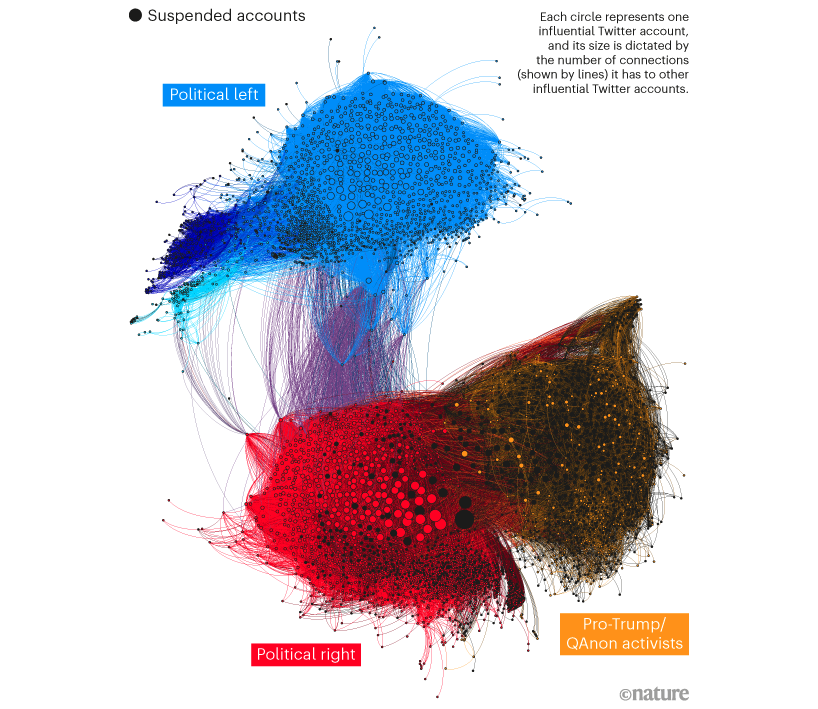 Suspended accounts
Each circle represents one
influential Twitter account,
and its size is dictated by
the number of connections
(shown by lines) it has to other
influential Twitter accounts.
Political left
Pro-Trump/
QAnon activists
Political right
©nature